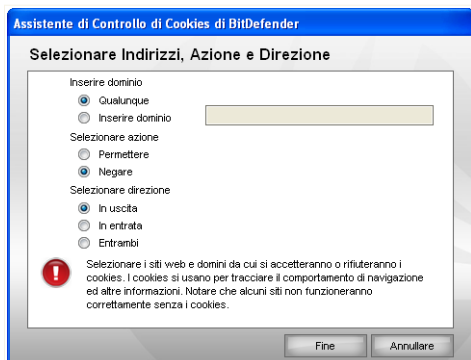 Assistente di Controllo di Cookies di BitDefender
Selezionare Indirizzi, Azione e Direzione
Inserire dominio
Qualunque
Inserire dominio
Selezionare azione
Permettere
Negare
Selezionare direzione
In uscita
In entrata
Entrambi
Selezionare i siti web e domini da cui si accetteranno o rifiuteranno i
cookies. I cookies si usano per tracciare il comportamento di navigazione
ed altre informazioni. Notare che alcuni siti non funzioneranno
correttamente senza i cookies.
Fine
Annullare